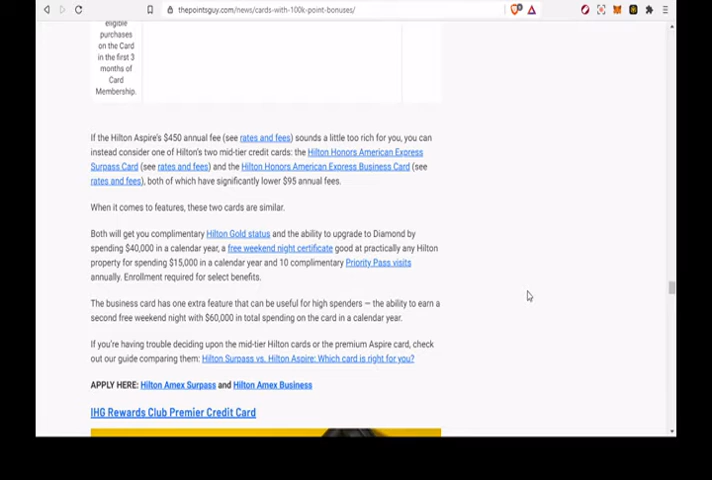 thepointsguy.com/news/cards-with-100k-point-bonuses/
eligible
purchases
on the Card
in the first 3
months of
Card
Membership.
If the Hilton Aspire's $450 annual fee (see rates and fees) sounds a little too rich for you, you can
instead consider one of Hilton's two mid-tier credit cards: the Hilton Honors American Express
Surpass Card (see rates and fees) and the Hilton Honors American Express Business Card (see
rates and fees), both of which have significantly lower $95 annual fees.
When it comes to features, these two cards are similar.
Both will get you complimentary Hilton Gold status and the ability to upgrade to Diamond by
spending $40,000 in a calendar year, a free weekend night certificate good at practically any Hilton
property for spending $15,000 in a calendar year and 10 complimentary Priority Pass visits
annually. Enrollment required for select benefits.
The business card has one extra feature that can be useful for high spenders — the ability to earn a
second free weekend night with $60,000 in total spending on the card in a calendar year.
If you're having trouble deciding upon the mid-tier Hilton cards or the premium Aspire card, check
out our guide comparing them: Hilton Surpass vs. Hilton Aspire: Which card is right for you?
APPLY HERE: Hilton Amex Surpass and Hilton Amex Business
IHG Rewards Club Premier Credit Card